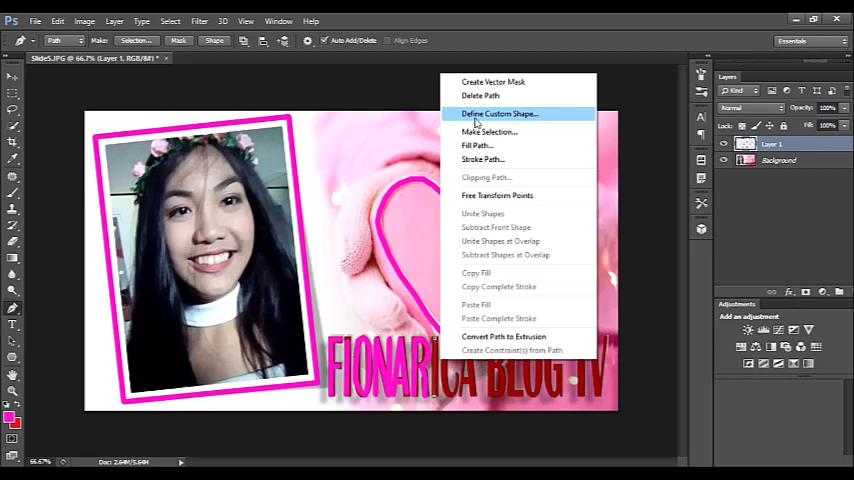 Ps File Edit Image Layer Type Select Filter 3D View Window Help
Path Make: Selection... Mask Shape Auto Add/Delete Align Edges Essentials
Slide5.JPG @ 66.7% (Layer 1, RGB/8#) * ×
Create Vector Mask
Delete Path
Define Custom Shape...
Make Selection...
Fill Path...
Stroke Path...
Clipping Path...
Free Transform Points
Unite Shapes
Subtract Front Shape
Unite Shapes at Overlap
Subtract Shapes at Overlap
Copy Fill
Copy Complete Stroke
Paste Fill
Paste Complete Stroke
Convert Path to Extrusion
Create Constraint(s) from Path
FIONARICA BLOG TV
Layers
Kind
Normal Opacity: 100%
Lock: Fill: 100%
Layer 1
Background
Adjustments
Add an adjustment
66.67% Doc: 2.64M/5.64M